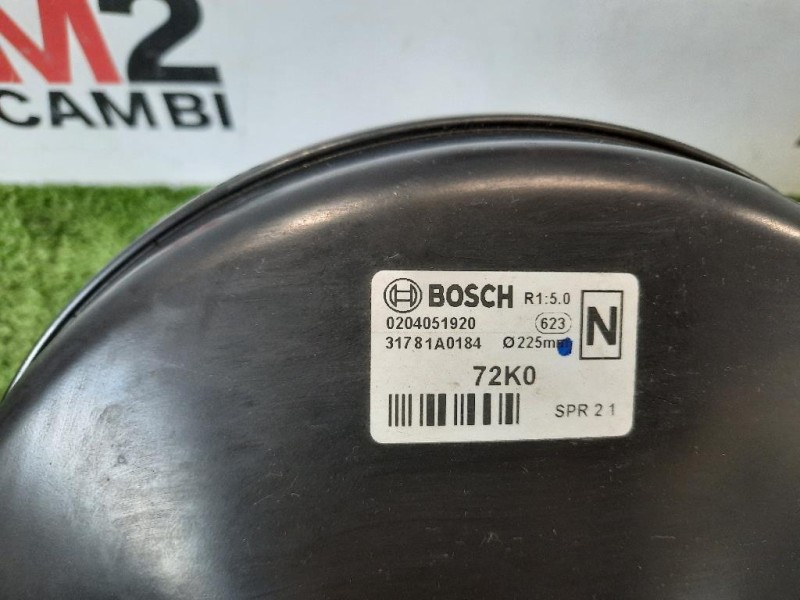 M2
CAMBI
BOSCH R1:5.0
0204051920 623 N
31781A0184 Ø225mm
72K0
SPR 2 1